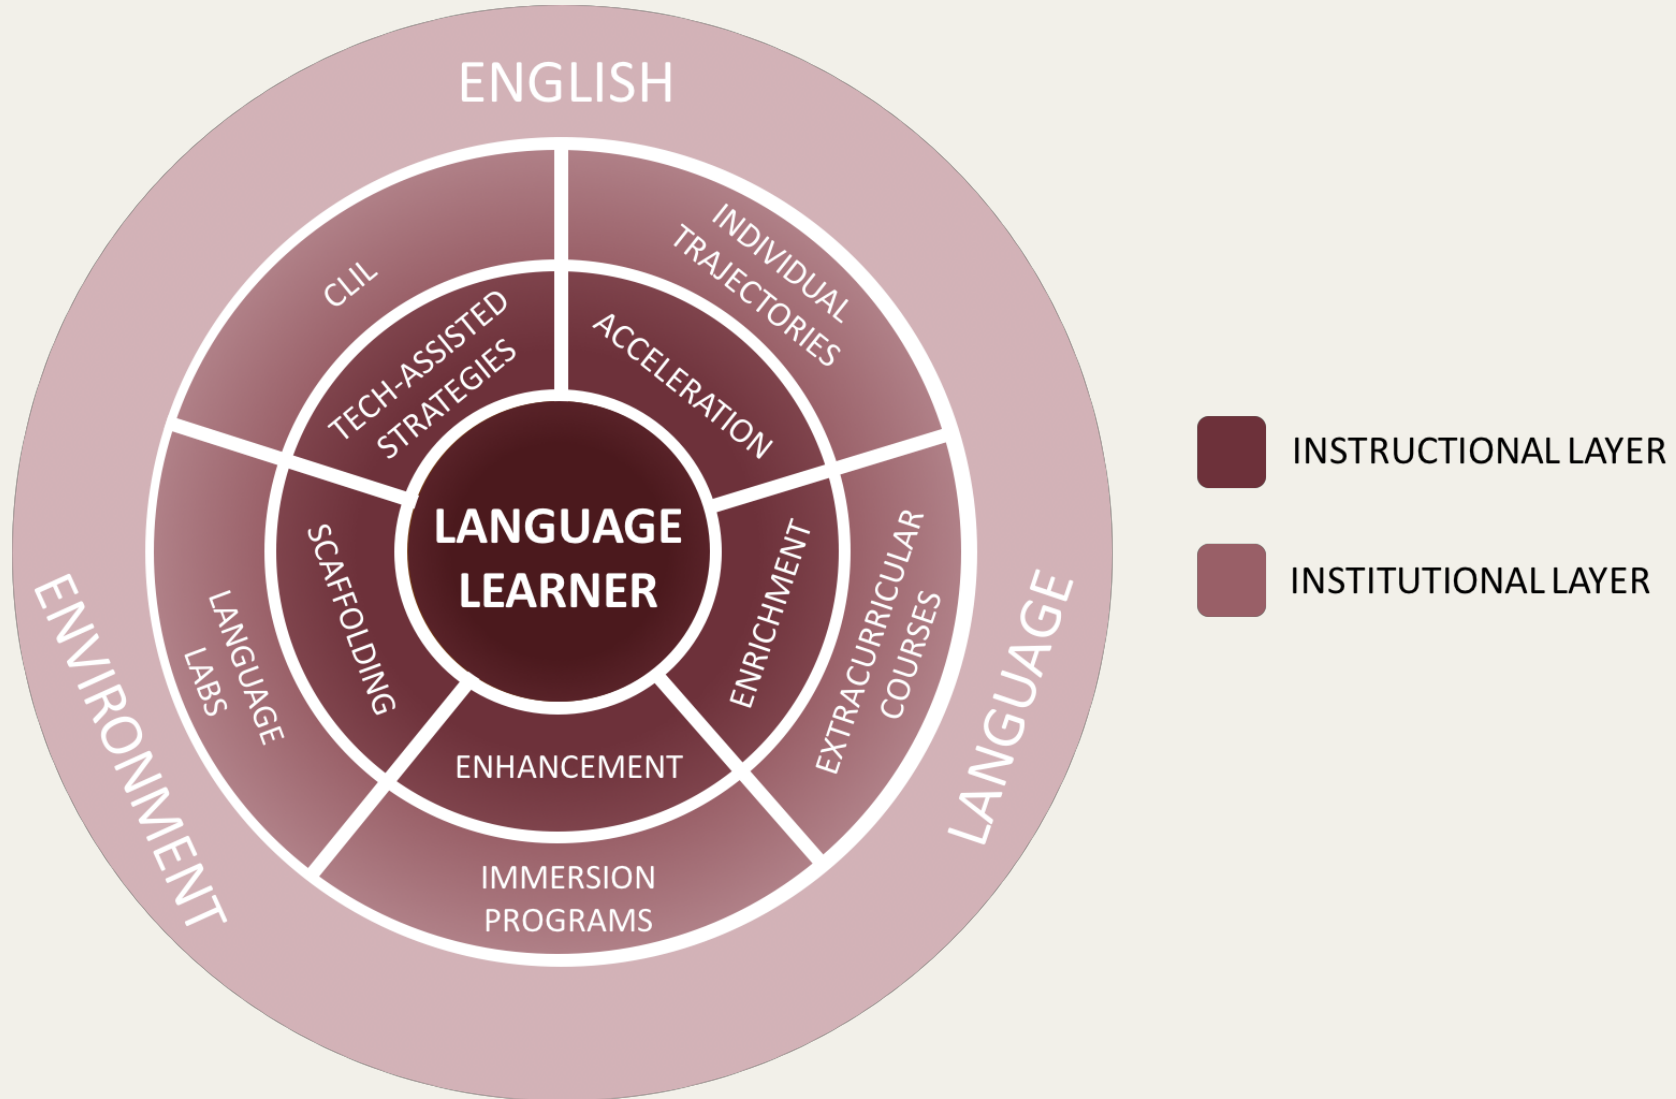 ENGLISH
LANGUAGE
ENVIRONMENT
CLIL
INDIVIDUAL
TRAJECTORIES
EXTRACURRICULAR
COURSES
IMMERSION
PROGRAMS
LANGUAGE
LABS
TECH-ASSISTED
STRATEGIES
ACCELERATION
ENRICHMENT
ENHANCEMENT
SCAFFOLDING
LANGUAGE
LEARNER
INSTRUCTIONAL LAYER
INSTITUTIONAL LAYER